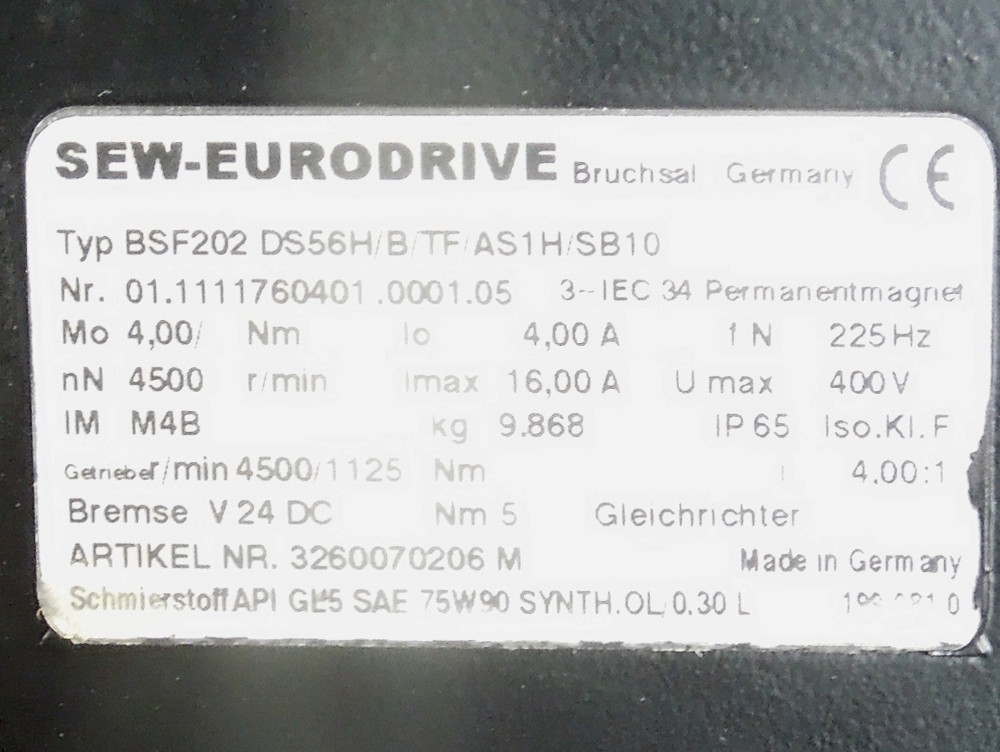 SEW-EURODRIVE Bruchsal Germany CE
Typ BSF202 DS56H/B/TF/AS1H/SB10
Nr. 01.1111760401.0001.05 3~IEC 34 Permanentmagnet
Mo 4,00/ Nm Io 4,00 A f N 225 Hz
nN 4500 r/min Imax 16,00 A U max 400 V
IM M4B kg 9.868 IP 65 Iso.Kl. F
Getriebe r/min 4500/1125 Nm i 4.00:1
Bremse V 24 DC Nm 5 Gleichrichter
ARTIKEL NR. 3260070206 M Made in Germany
Schmierstoff API GL5 SAE 75W90 SYNTH.ÖL/0.30 L